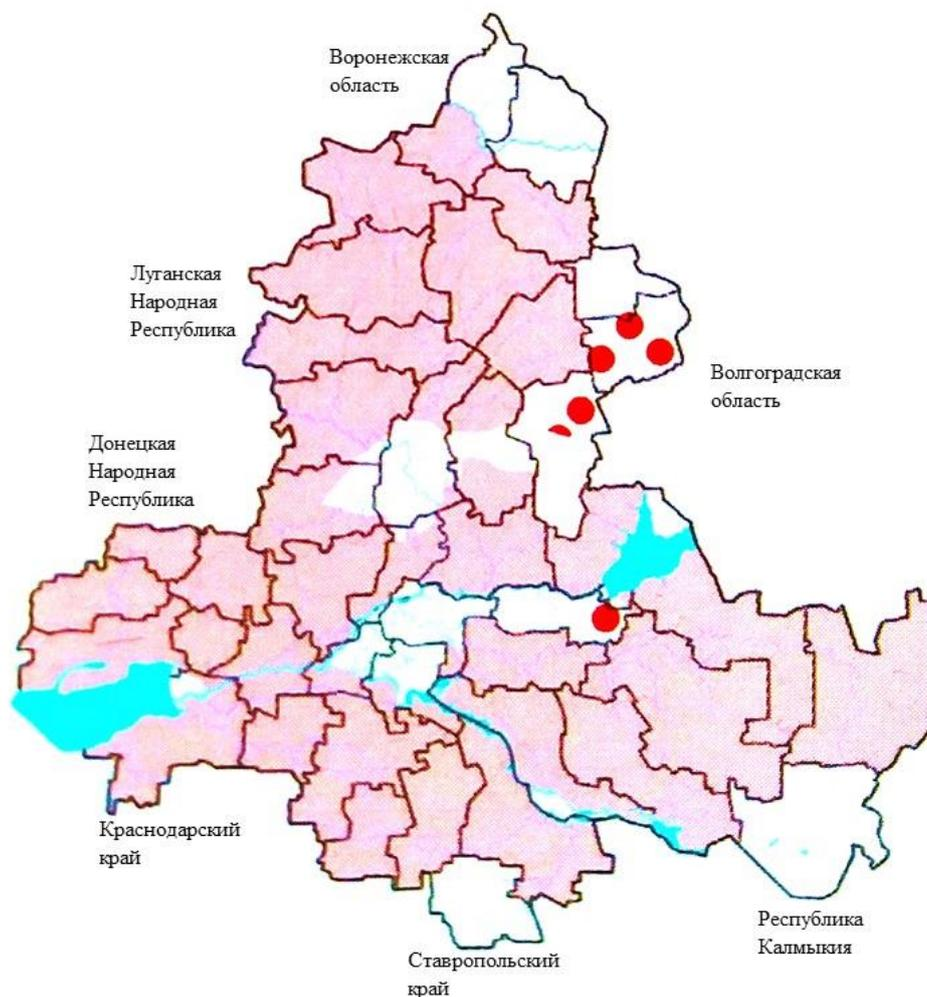 Воронежская
область
Луганская
Народная
Республика
Волгоградская
область
Донецкая
Народная
Республика
Краснодарский
край
Республика
Калмыкия
Ставропольский
край